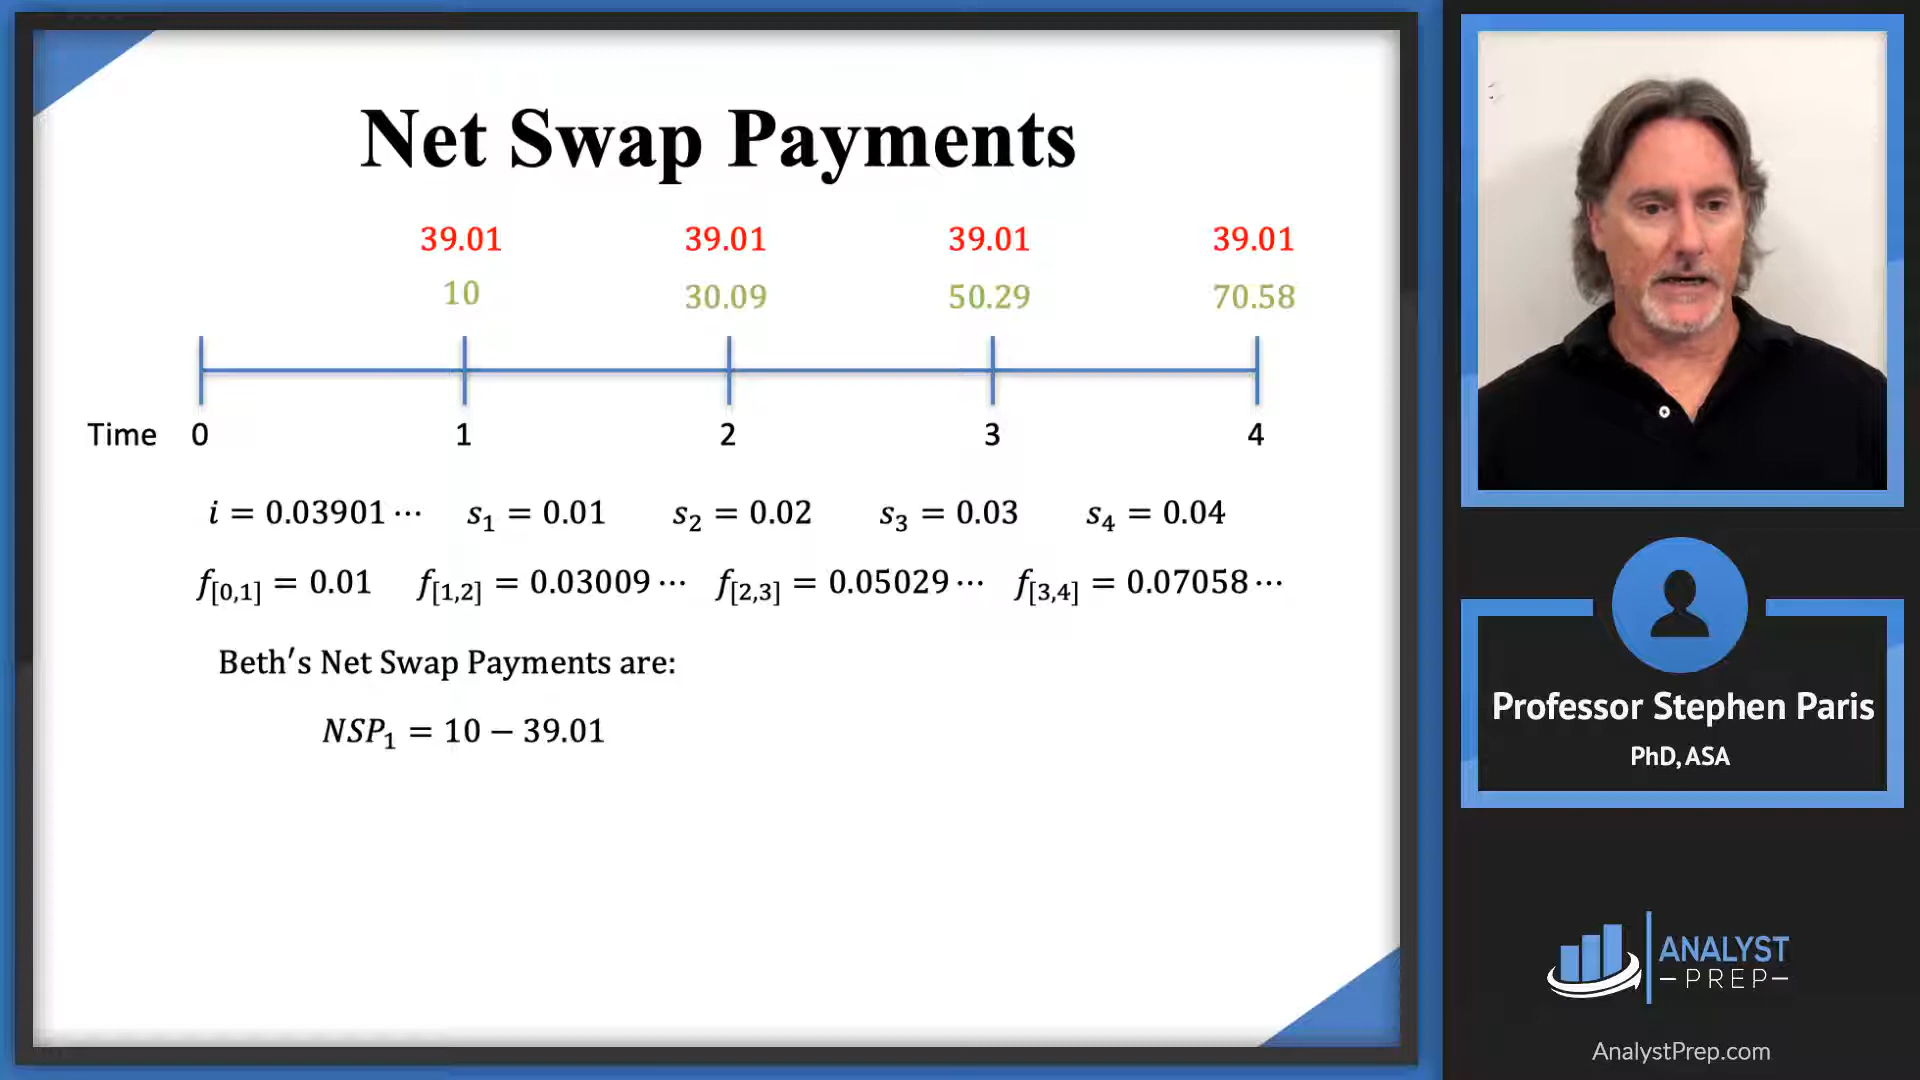 Net Swap Payments
39.01 39.01 39.01 39.01
10 30.09 50.29 70.58
Time 0 1 2 3 4
i = 0.03901⋯ s₁ = 0.01 s₂ = 0.02 s₃ = 0.03 s₄ = 0.04
f[0,1] = 0.01 f[1,2] = 0.03009⋯ f[2,3] = 0.05029⋯ f[3,4] = 0.07058⋯
Beth′s Net Swap Payments are:
NSP₁ = 10 − 39.01
Professor Stephen Paris
PhD, ASA
ANALYST
PREP
AnalystPrep.com